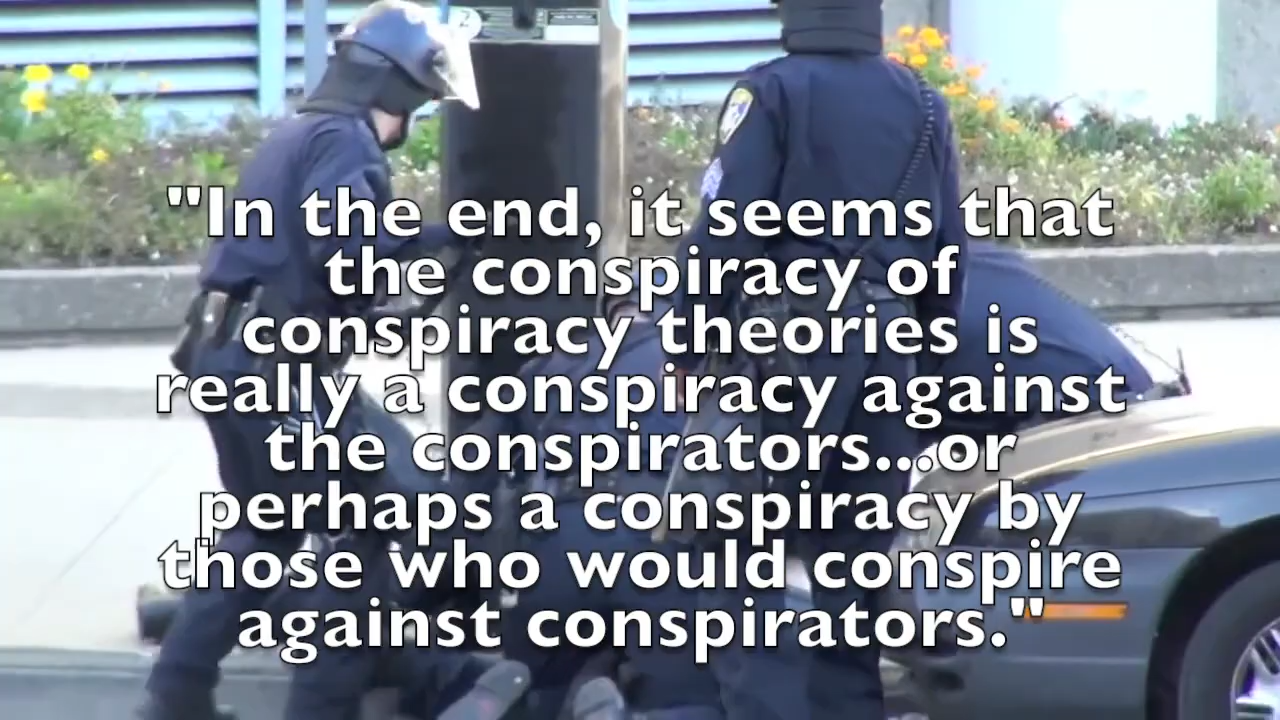 2
"In the end, it seems that
the conspiracy of
conspiracy theories is
really a conspiracy against
the conspirators...or
perhaps a conspiracy by
those who would conspire
against conspirators."